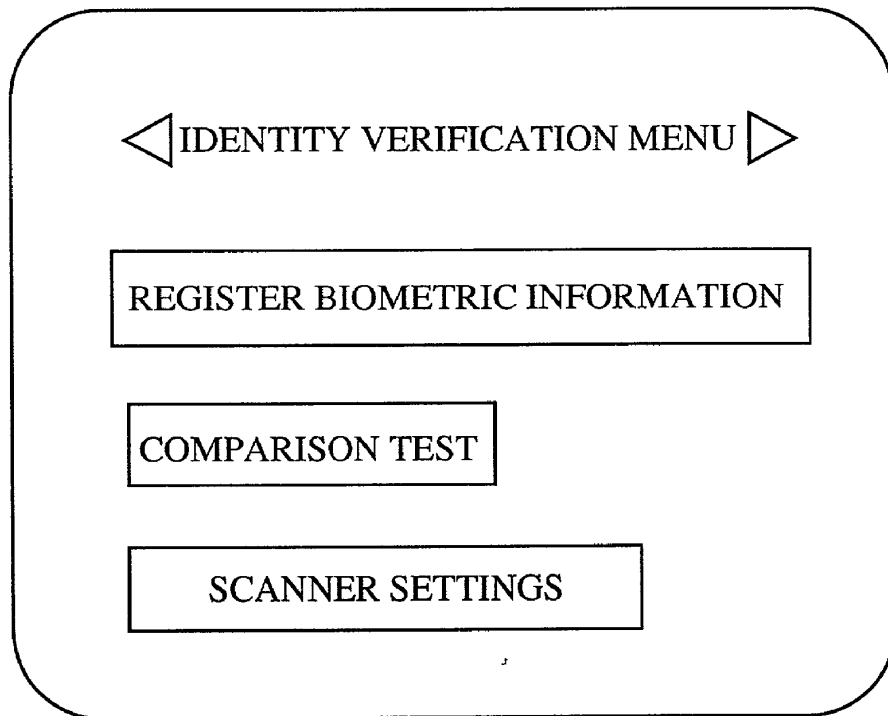 IDENTITY VERIFICATION MENU
REGISTER BIOMETRIC INFORMATION
COMPARISON TEST
SCANNER SETTINGS